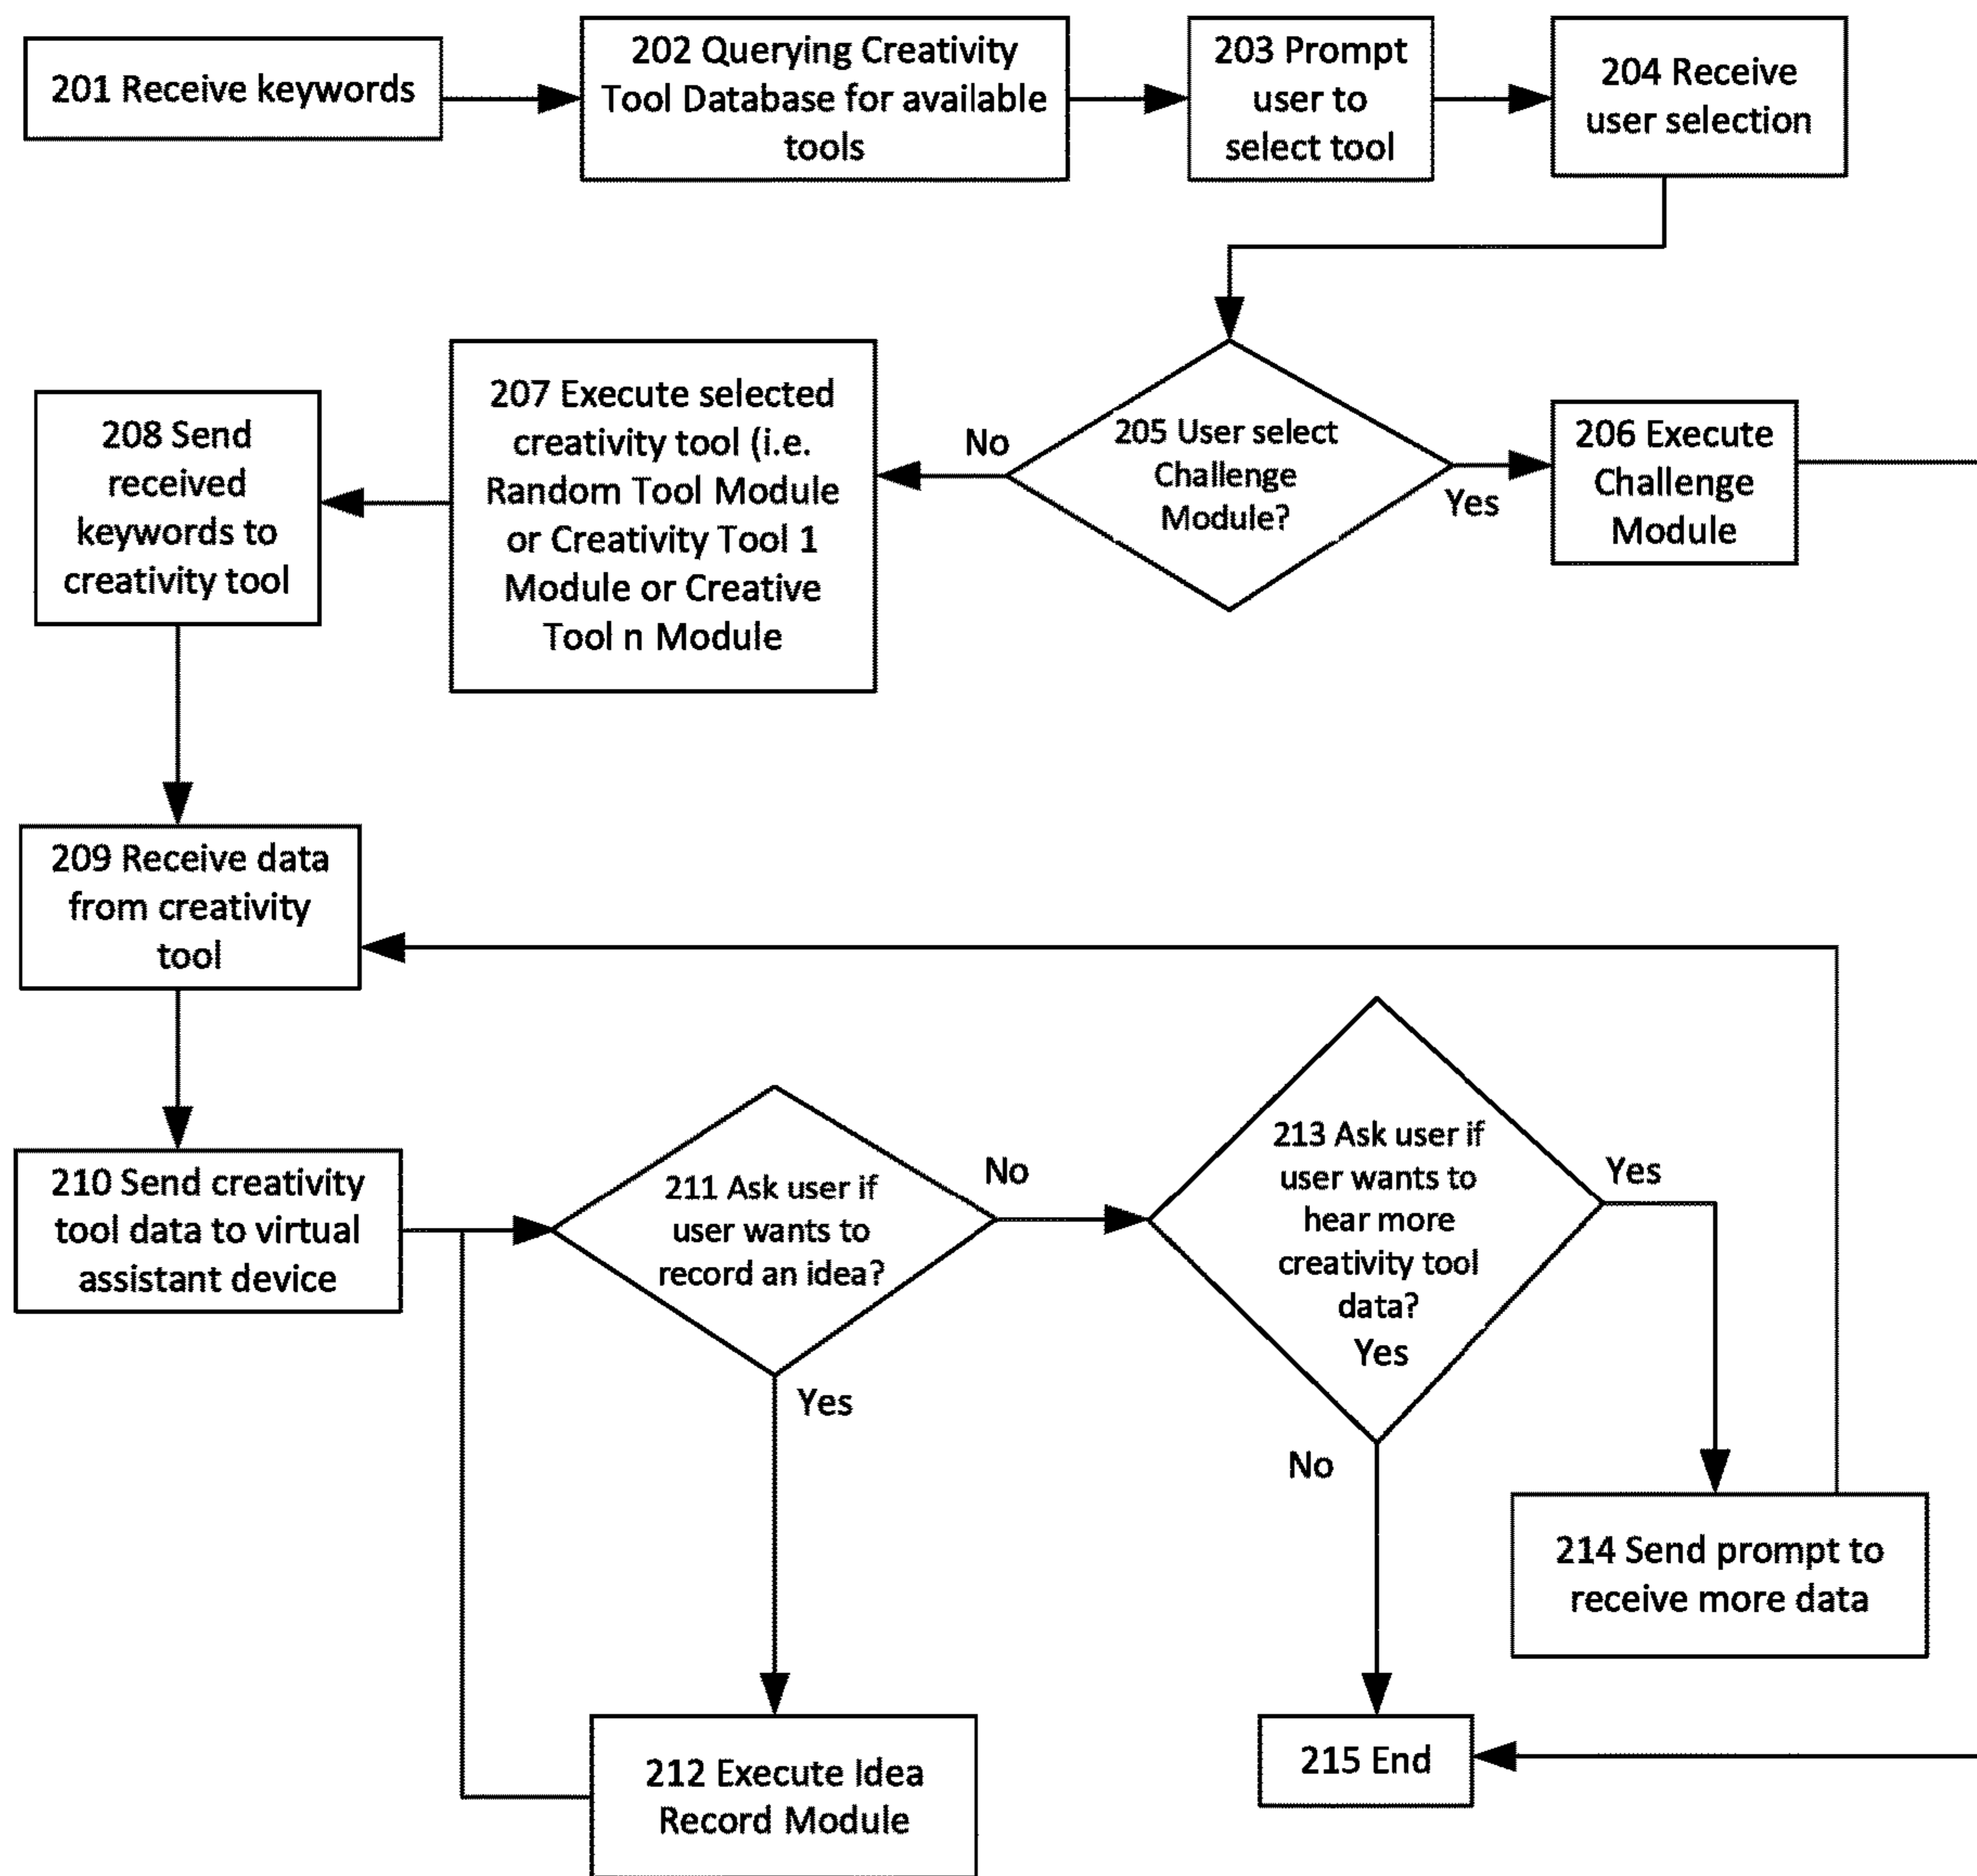 201 Receive keywords
202 Querying Creativity
Tool Database for available
tools
203 Prompt
user to
select tool
204 Receive
user selection
205 User select
Challenge
Module?
No
Yes
206 Execute
Challenge
Module
207 Execute selected
creativity tool (i.e.
Random Tool Module
or Creativity Tool 1
Module or Creative
Tool n Module
208 Send
received
keywords to
creativity tool
209 Receive data
from creativity
tool
210 Send creativity
tool data to virtual
assistant device
211 Ask user if
user wants to
record an idea?
No
Yes
212 Execute Idea
Record Module
213 Ask user if
user wants to
hear more
creativity tool
data?
Yes
Yes
No
214 Send prompt to
receive more data
215 End